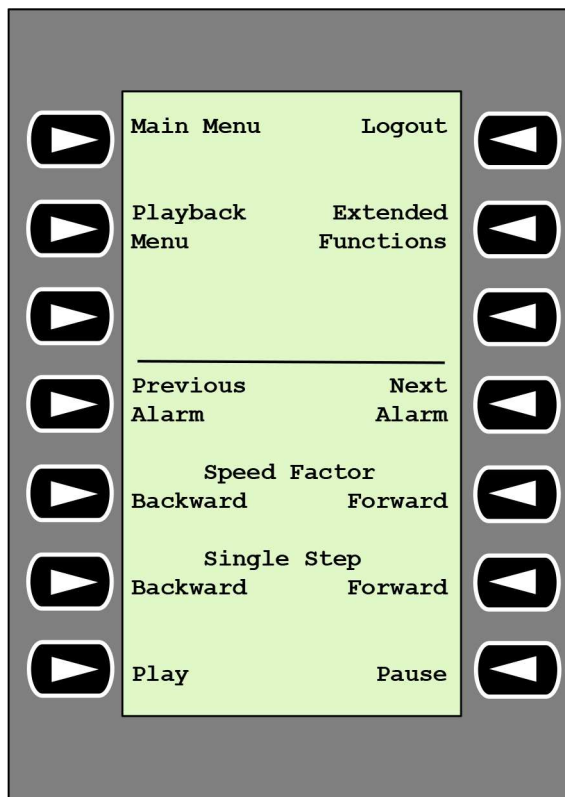 Main Menu Logout
Playback Extended
Menu Functions
Previous Next
Alarm Alarm
Speed Factor
Backward Forward
Single Step
Backward Forward
Play Pause